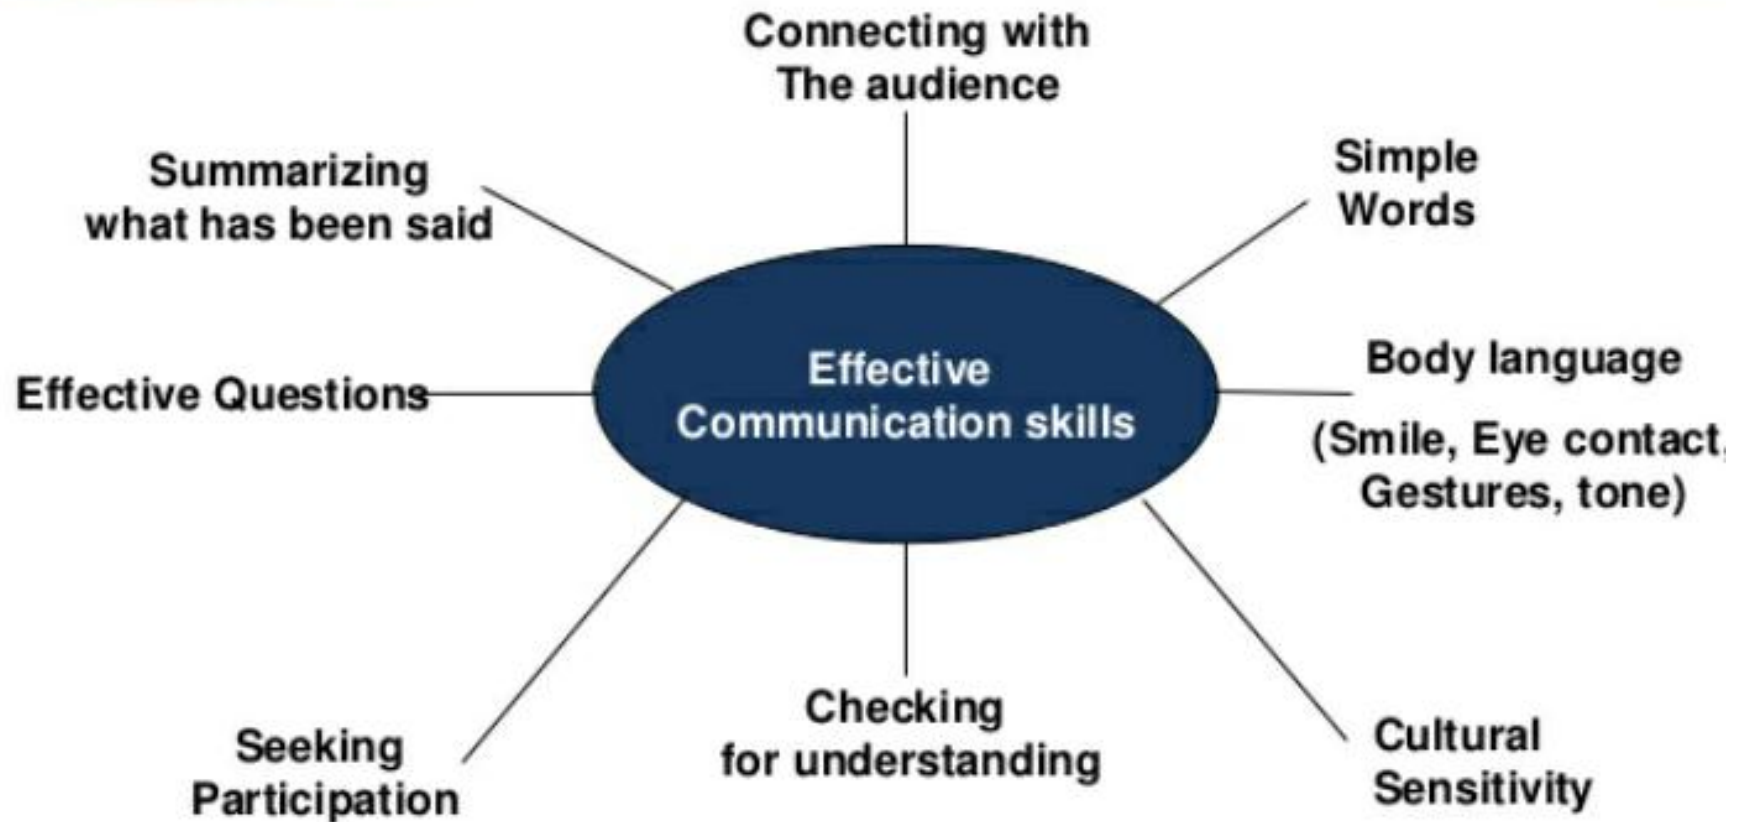 Connecting with
The audience
Summarizing
what has been said
Simple
Words
Effective Questions
Effective
Communication skills
Body language
(Smile, Eye contact,
Gestures, tone)
Seeking
Participation
Checking
for understanding
Cultural
Sensitivity